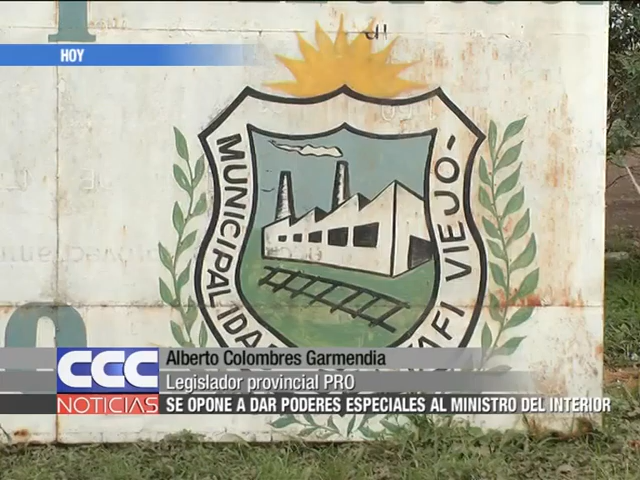 HOY
MUNICIPALIDAD
TAFI VIEJO-
Alberto Colombres Garmendia
Legislador provincial PRO
CCC
NOTICIAS
SE OPONE A DAR PODERES ESPECIALES AL MINISTRO DEL INTERIOR